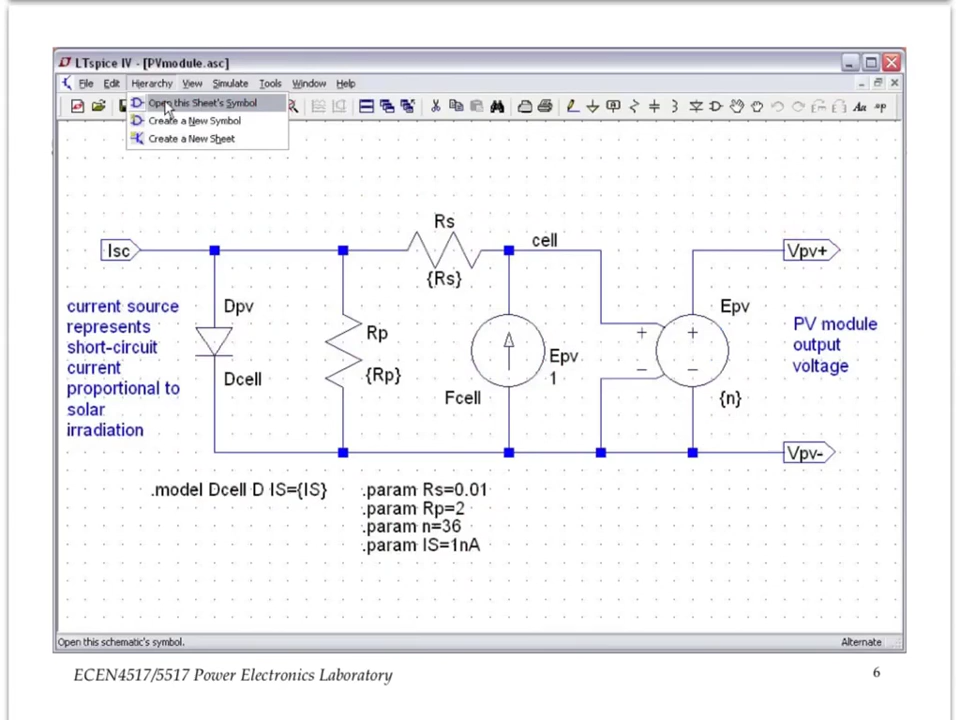 LTspice IV - [PVmodule.asc]
File Edit Hierarchy View Simulate Tools Window Help
Open this Sheet's Symbol
Create a New Symbol
Create a New Sheet
Aa
Rs
Isc
cell
Vpv+
{Rs}
current source
represents
short-circuit
current
proportional to
solar
irradiation
Dpv
Dcell
Rp
{Rp}
Epv
1
Fcell
+
−
+
−
Epv
{n}
PV module
output
voltage
Vpv-
.model Dcell D IS={IS}
.param Rs=0.01
.param Rp=2
.param n=36
.param IS=1nA
Open this schematic's symbol.
Alternate
ECEN4517/5517 Power Electronics Laboratory
6